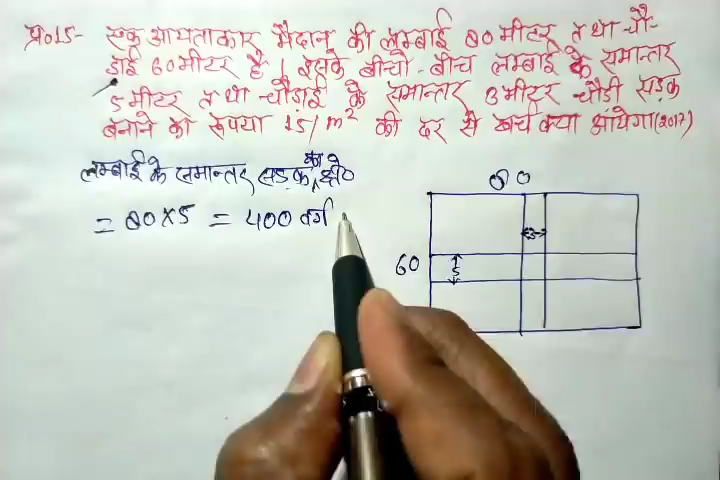 प्र015- एक आयताकार मैदान की लम्बाई 80 मीटर तथा चौ-
ड़ाई 60 मीटर है। इसके बीचो-बीच लम्बाई के समान्तर
5 मीटर तथा चौड़ाई के समान्तर 3 मीटर चौड़ी सड़क
बनाने का रूपया 15/m² की दर से खर्च क्या आयेगा (2017)
लम्बाई के समान्तर सड़क का क्षे०
= 80×5 = 400 वर्ग
80
3
60
5